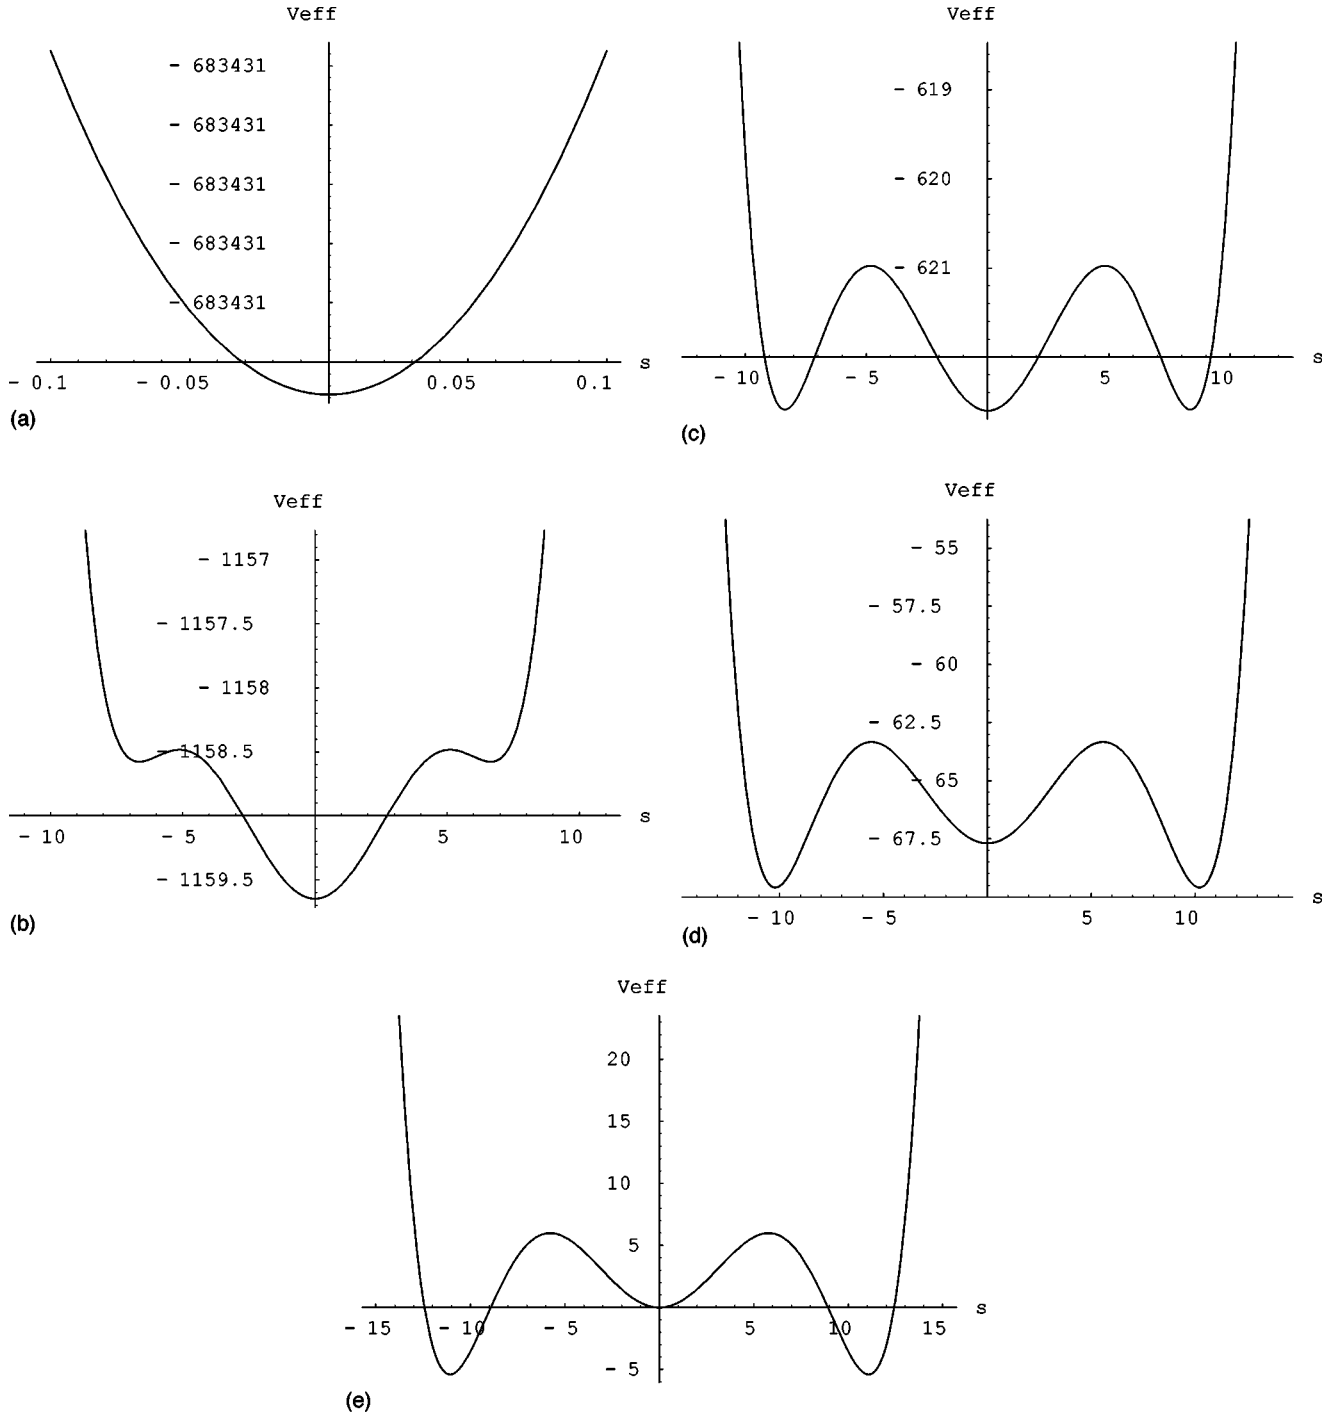 Veff
- 683431
- 683431
- 683431
- 683431
- 683431
- 0.1 - 0.05 0.05 0.1 s
(a)
Veff
- 619
- 620
- 621
- 10 - 5 5 10 s
(c)
Veff
- 1157
- 1157.5
- 1158
- 1158.5
- 10 - 5 5 10 s
- 1159.5
(b)
Veff
- 55
- 57.5
- 60
- 62.5
- 65
- 67.5
- 10 - 5 5 10 s
(d)
Veff
20
15
10
5
- 15 - 10 - 5 5 10 15 s
- 5
(e)